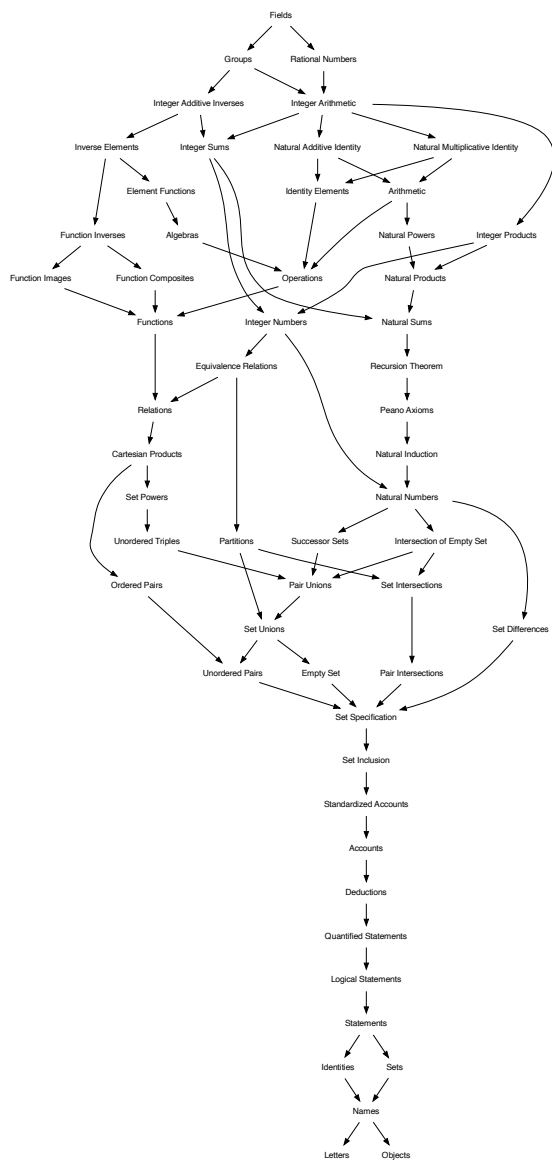 Fields
Groups
Rational Numbers
Integer Additive Inverses
Integer Arithmetic
Inverse Elements
Integer Sums
Natural Additive Identity
Natural Multiplicative Identity
Element Functions
Identity Elements
Arithmetic
Function Inverses
Algebras
Natural Powers
Integer Products
Function Images
Function Composites
Operations
Natural Products
Functions
Integer Numbers
Natural Sums
Equivalence Relations
Recursion Theorem
Relations
Peano Axioms
Cartesian Products
Natural Induction
Set Powers
Natural Numbers
Unordered Triples
Partitions
Successor Sets
Intersection of Empty Set
Ordered Pairs
Pair Unions
Set Intersections
Set Unions
Set Differences
Unordered Pairs
Empty Set
Pair Intersections
Set Specification
Set Inclusion
Standardized Accounts
Accounts
Deductions
Quantified Statements
Logical Statements
Statements
Identities
Sets
Names
Letters
Objects